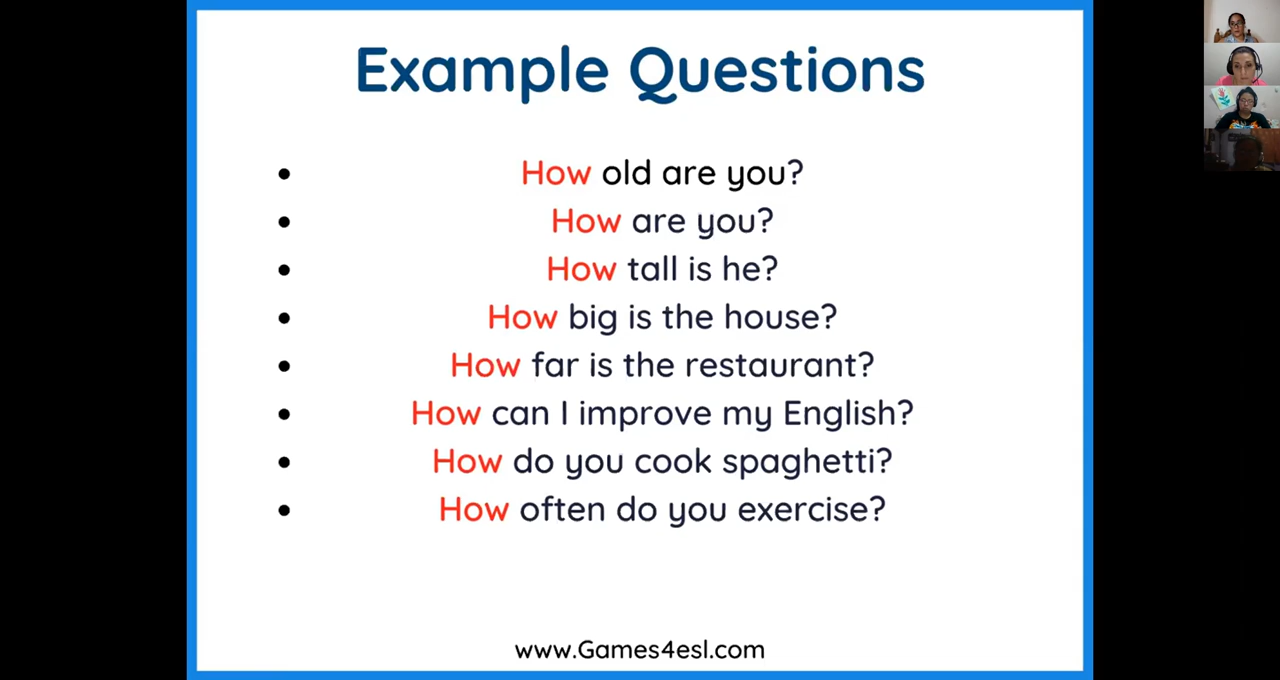 Example Questions
How old are you?
How are you?
How tall is he?
How big is the house?
How far is the restaurant?
How can I improve my English?
How do you cook spaghetti?
How often do you exercise?
www.Games4esl.com